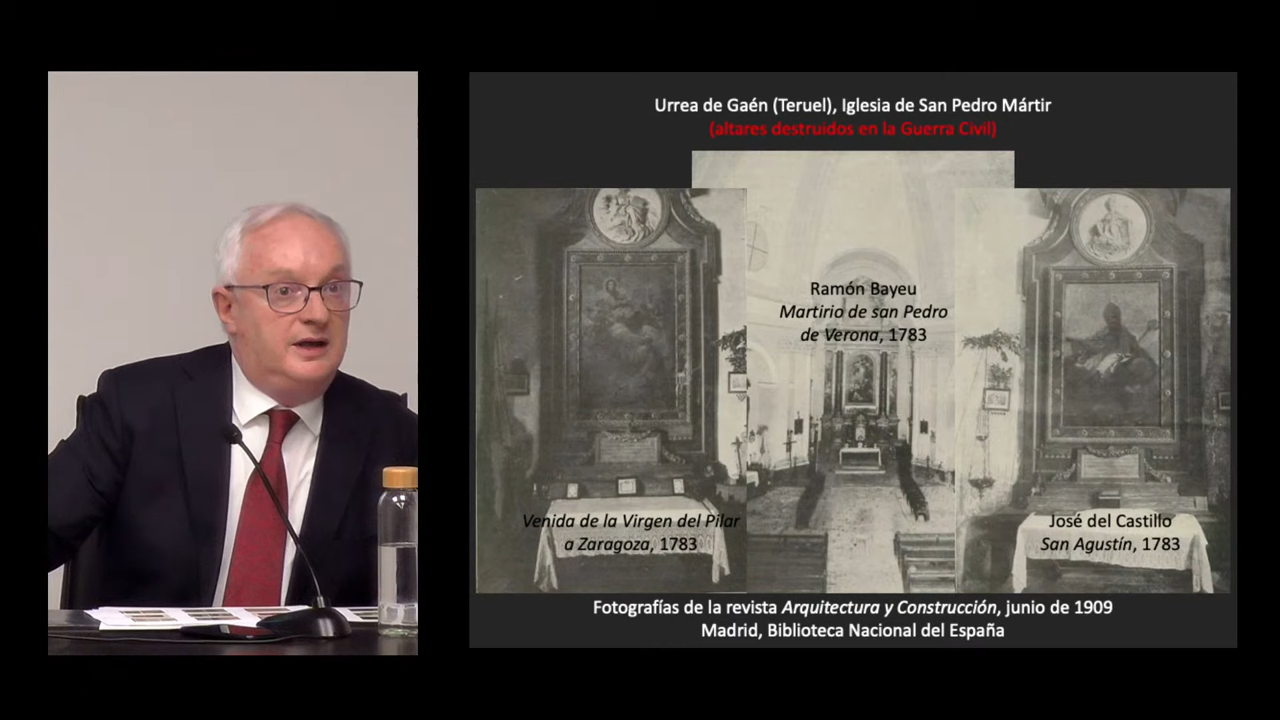 Urrea de Gaén (Teruel), Iglesia de San Pedro Mártir
(altares destruidos en la Guerra Civil)
Ramón Bayeu
Martirio de san Pedro
de Verona, 1783
Venida de la Virgen del Pilar
a Zaragoza, 1783
José del Castillo
San Agustín, 1783
Fotografías de la revista Arquitectura y Construcción, junio de 1909
Madrid, Biblioteca Nacional del España